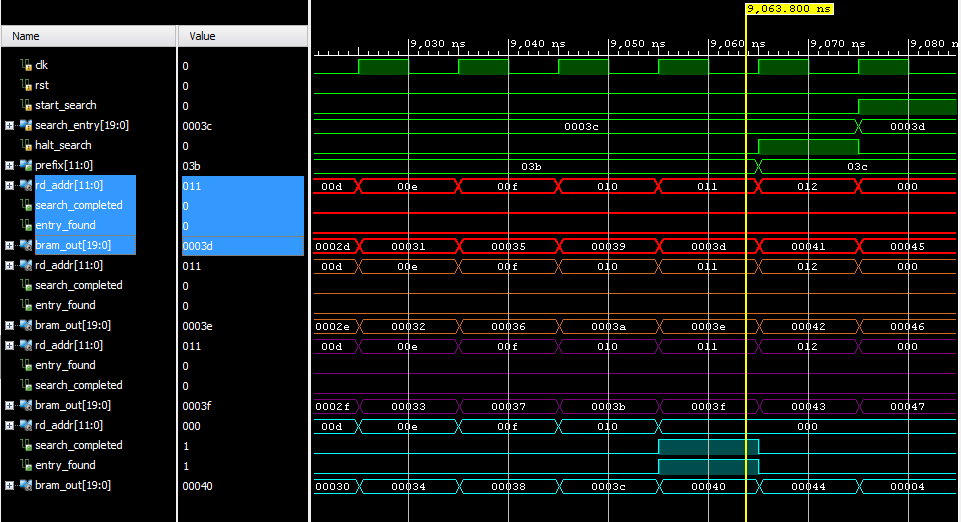 9,063.800 ns
Name Value
9,030 ns 9,040 ns 9,050 ns 9,060 ns 9,070 ns 9,080 ns
clk 0
rst 0
start_search 0
search_entry[19:0] 0003c 0003c 0003d
halt_search 0
prefix[11:0] 03b 03b 03c
rd_addr[11:0] 011 00d 00e 00f 010 011 012 000
search_completed 0
entry_found 0
bram_out[19:0] 0003d 0002d 00031 00035 00039 0003d 00041 00045
rd_addr[11:0] 011 00d 00e 00f 010 011 012 000
search_completed 0
entry_found 0
bram_out[19:0] 0003e 0002e 00032 00036 0003a 0003e 00042 00046
rd_addr[11:0] 011 00d 00e 00f 010 011 012 000
entry_found 0
search_completed 0
bram_out[19:0] 0003f 0002f 00033 00037 0003b 0003f 00043 00047
rd_addr[11:0] 000 00d 00e 00f 010 000
search_completed 1
entry_found 1
bram_out[19:0] 00040 00030 00034 00038 0003c 00040 00044 00004